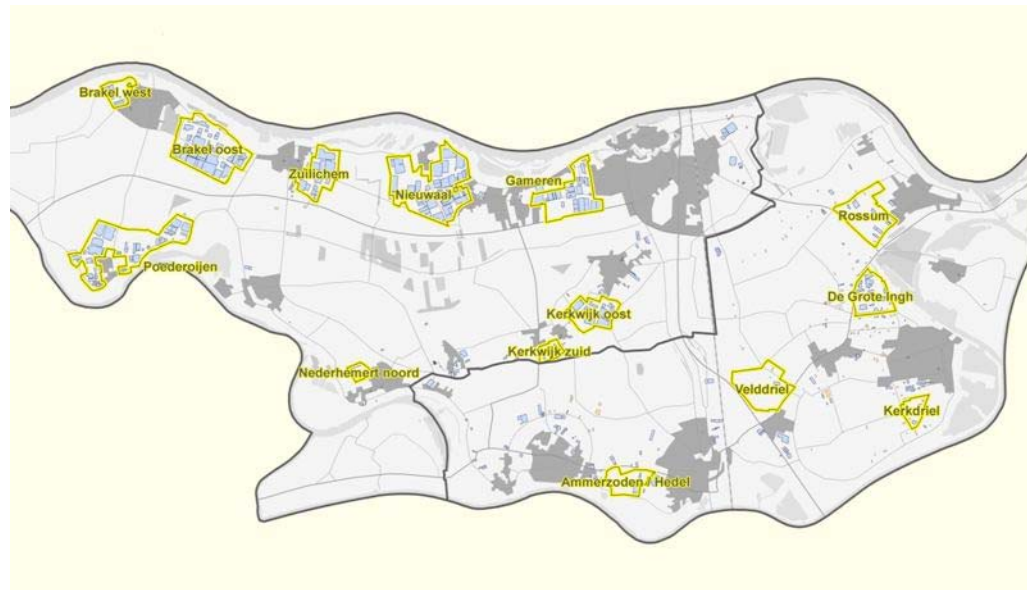 Brakel west
Brakel oost
Zuilichem
Nieuwaal
Gameren
Rossum
Poederoijen
De Grote Ingh
Kerkwijk oost
Kerkwijk zuid
Nederhemert noord
Velddriel
Kerkdriel
Ammerzoden / Hedel